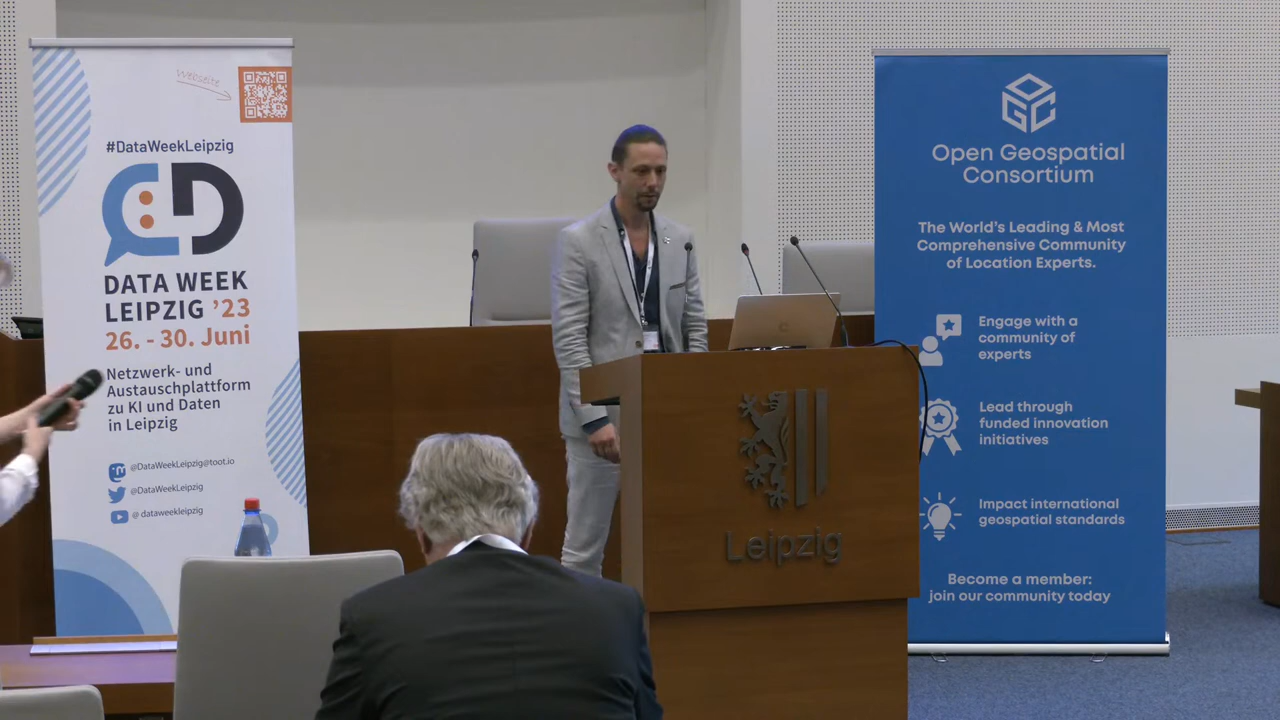 Webseite
#DataWeekLeipzig
DATA WEEK
LEIPZIG ’23
26. - 30. Juni
Netzwerk- und
Austauschplattform
zu KI und Daten
in Leipzig
@DataWeekLeipzig@toot.io
@DataWeekLeipzig
@ dataweekleipzig
Leipzig
OGC
Open Geospatial
Consortium
The World's Leading & Most
Comprehensive Community
of Location Experts.
Engage with a
community of
experts
Lead through
funded innovation
initiatives
Impact international
geospatial standards
Become a member:
join our community today